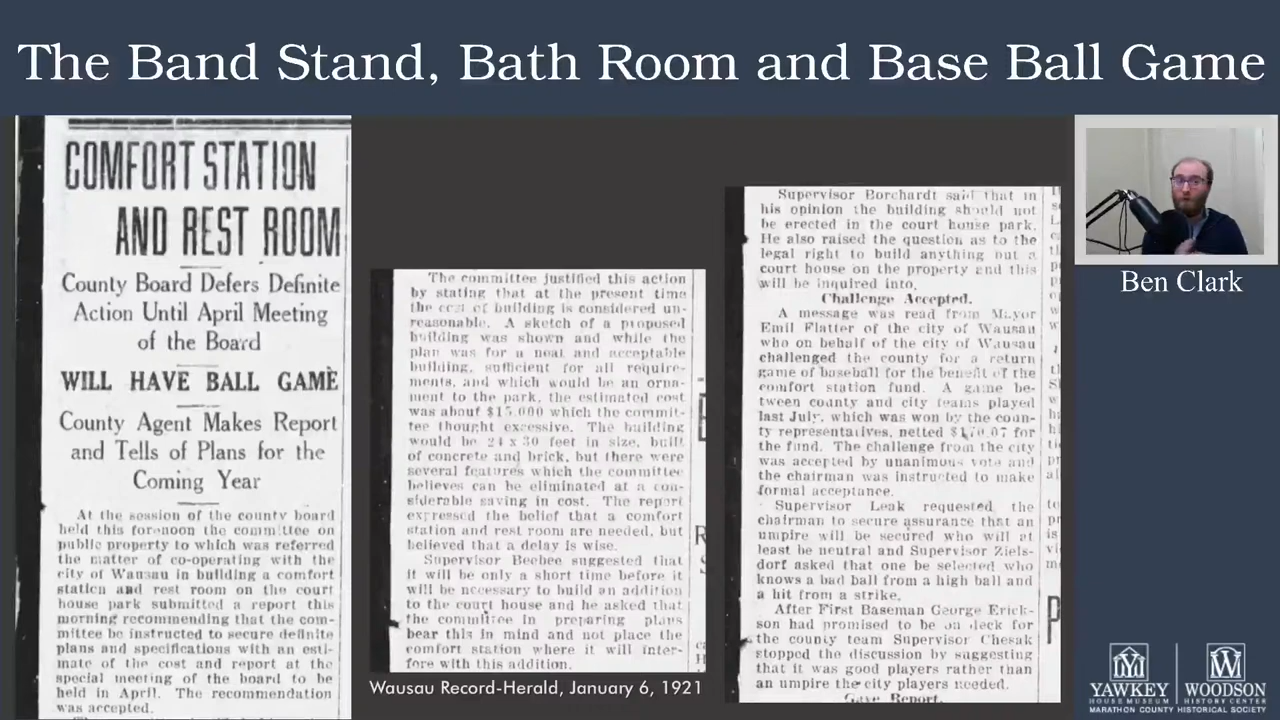 The Band Stand, Bath Room and Base Ball Game
COMFORT STATION
AND REST ROOM
County Board Defers Definite
Action Until April Meeting
of the Board
WILL HAVE BALL GAME
County Agent Makes Report
and Tells of Plans for the
Coming Year
At the session of the county board
held this forenoon the committee on
public property to which was referred
the matter of co-operating with the
city of Wausau in building a comfort
station and rest room on the court
house park submitted a report this
morning recommending that the com-
mittee be instructed to secure definite
plans and specifications with an esti-
mate of the cost and report at the
special meeting of the board to be
held in April. The recommendation
was accepted.
The committee justified this action
by stating that at the present time
the cost of building is considered un-
reasonable. A sketch of a proposed
building was shown and while the
plan was for a neat and acceptable
building, sufficient for all require-
ments, and which would be an orna-
ment to the park, the estimated cost
was about $15,000 which the commit-
tee thought excessive. The building
would be 24 x 30 feet in size, built
of concrete and brick, but there were
several features which the committee
believes can be eliminated at a con-
siderable saving in cost. The report
expressed the belief that a comfort
station and rest room are needed, but
believed that a delay is wise.
Supervisor Beebee suggested that
it will be only a short time before it
will be necessary to build an addition
to the court house and he asked that
the committee in preparing plans
bear this in mind and not place the
comfort station where it will inter-
fere with this addition.
Wausau Record-Herald, January 6, 1921
Supervisor Borchardt said that in
his opinion the building should not
be erected in the court house park.
He also raised the question as to the
legal right to build anything but a
court house on the property and this
will be inquired into.
Challenge Accepted.
A message was read from Mayor
Emil Flatter of the city of Wausau
who on behalf of the city of Wausau
challenged the county for a return
game of baseball for the benefit of the
comfort station fund. A game be-
tween county and city teams played
last July, which was won by the coun-
ty representatives, netted for
the fund. The challenge from the city
was accepted by unanimous vote and
the chairman was instructed to make
formal acceptance.
Supervisor Leak requested the
chairman to secure assurance that an
umpire will be secured who will at
least be neutral and Supervisor Ziels-
dorf asked that one be selected who
knows a bad ball from a high ball and
a hit from a strike.
After First Baseman George Erick-
son had promised to be on deck for
the county team Supervisor Chesak
stopped the discussion by suggesting
that it was good players rather than
an umpire the city players needed.
Gave Report.
Ben Clark
YAWKEY
HOUSE MUSEUM
WOODSON
HISTORY CENTER
MARATHON COUNTY HISTORICAL SOCIETY